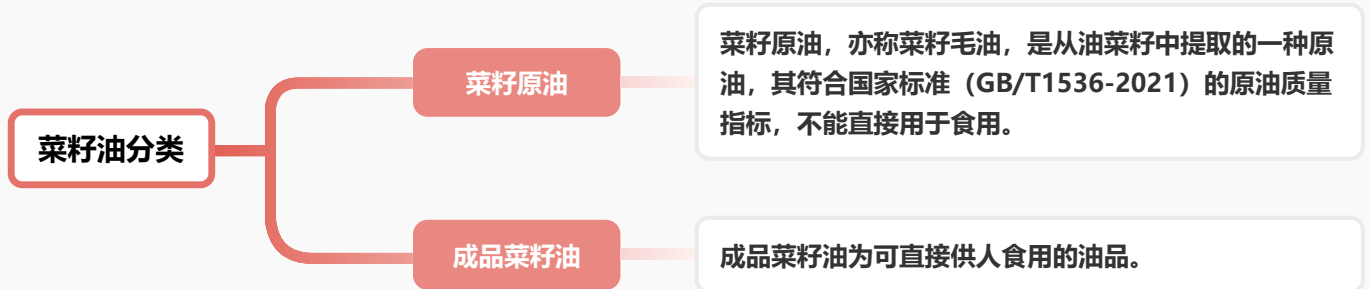 菜籽油分类
菜籽原油
菜籽原油，亦称菜籽毛油，是从油菜籽中提取的一种原
油，其符合国家标准（GB/T1536-2021）的原油质量
指标，不能直接用于食用。
成品菜籽油
成品菜籽油为可直接供人食用的油品。